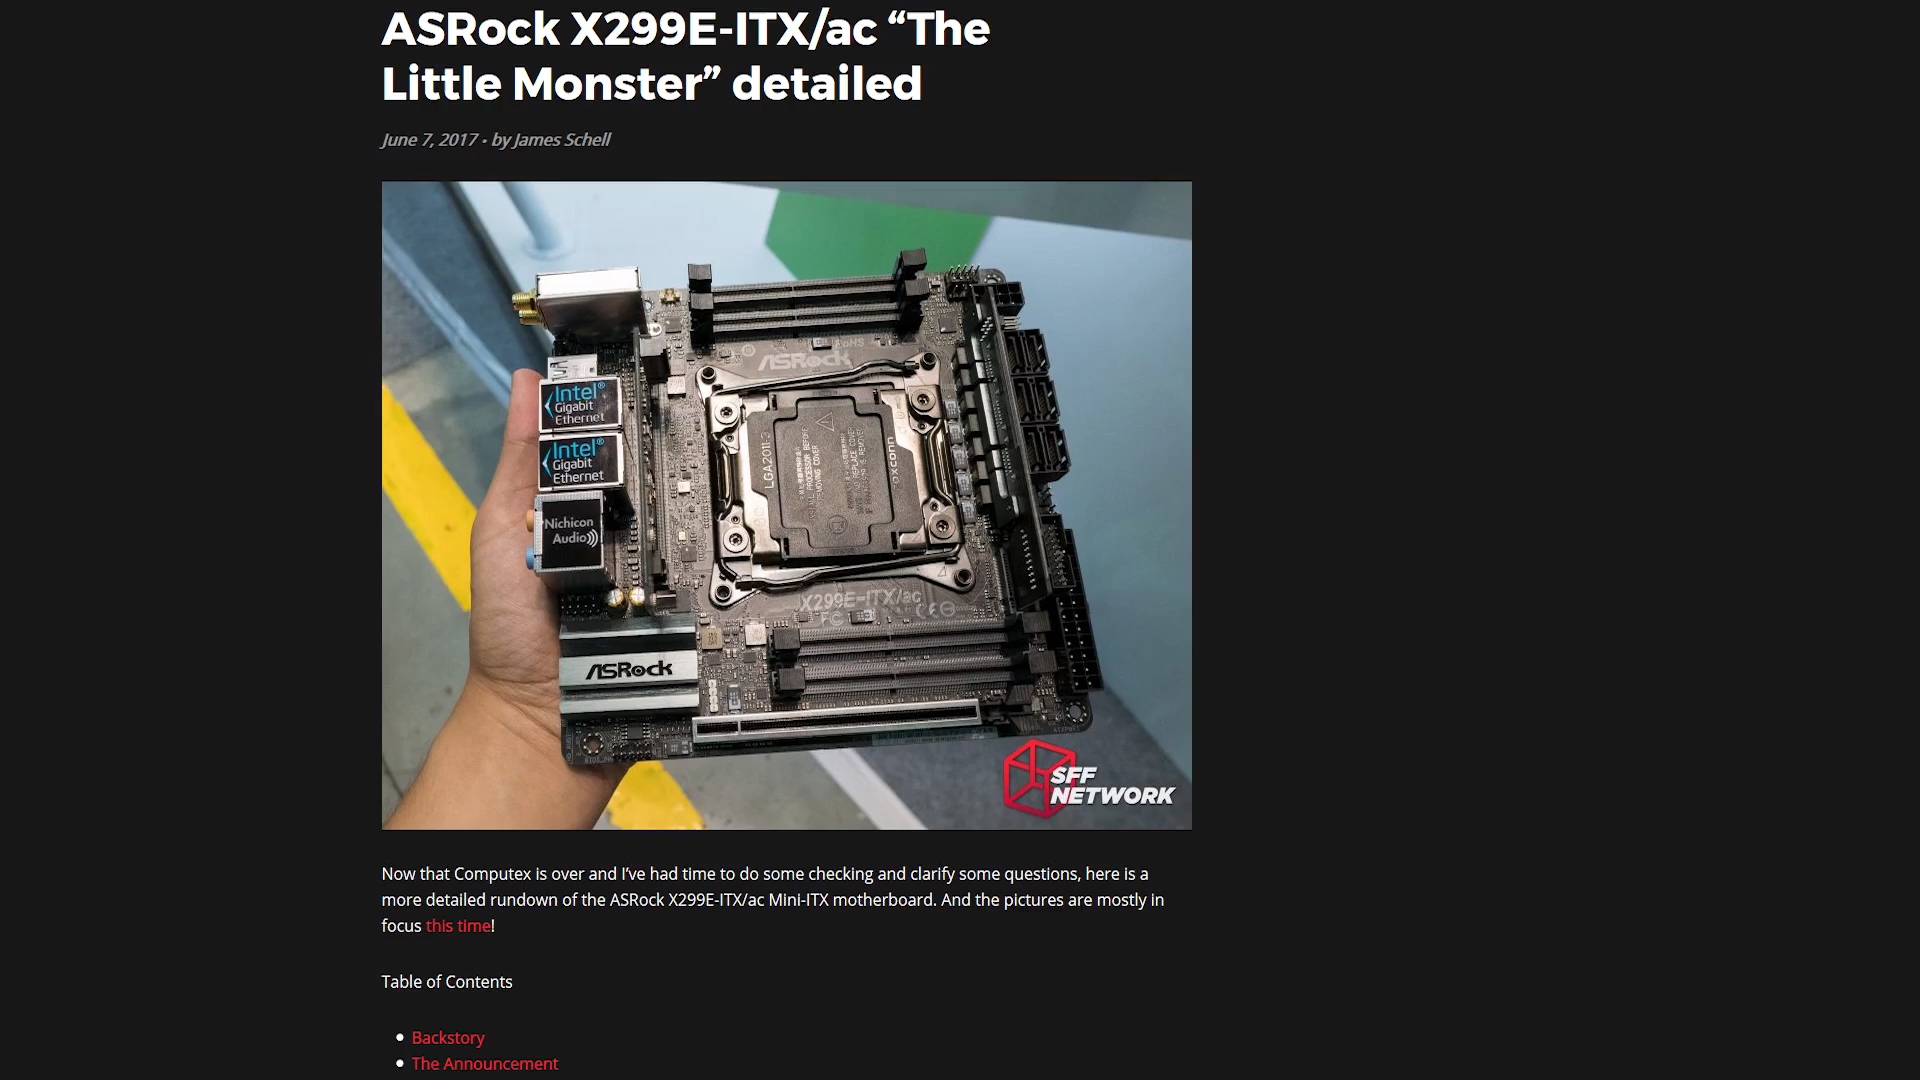 ASRock X299E-ITX/ac “The
Little Monster” detailed
June 7, 2017 • by James Schell
ASRock
Intel®
Gigabit
Ethernet
Intel®
Gigabit
Ethernet
Nichicon
Audio
LGA2011-3
REMOVING COVER
X299E-ITX/ac
FC CE
ASRock
SFF
NETWORK
Now that Computex is over and I’ve had time to do some checking and clarify some questions, here is a
more detailed rundown of the ASRock X299E-ITX/ac Mini-ITX motherboard. And the pictures are mostly in
focus this time!
Table of Contents
• Backstory
• The Announcement